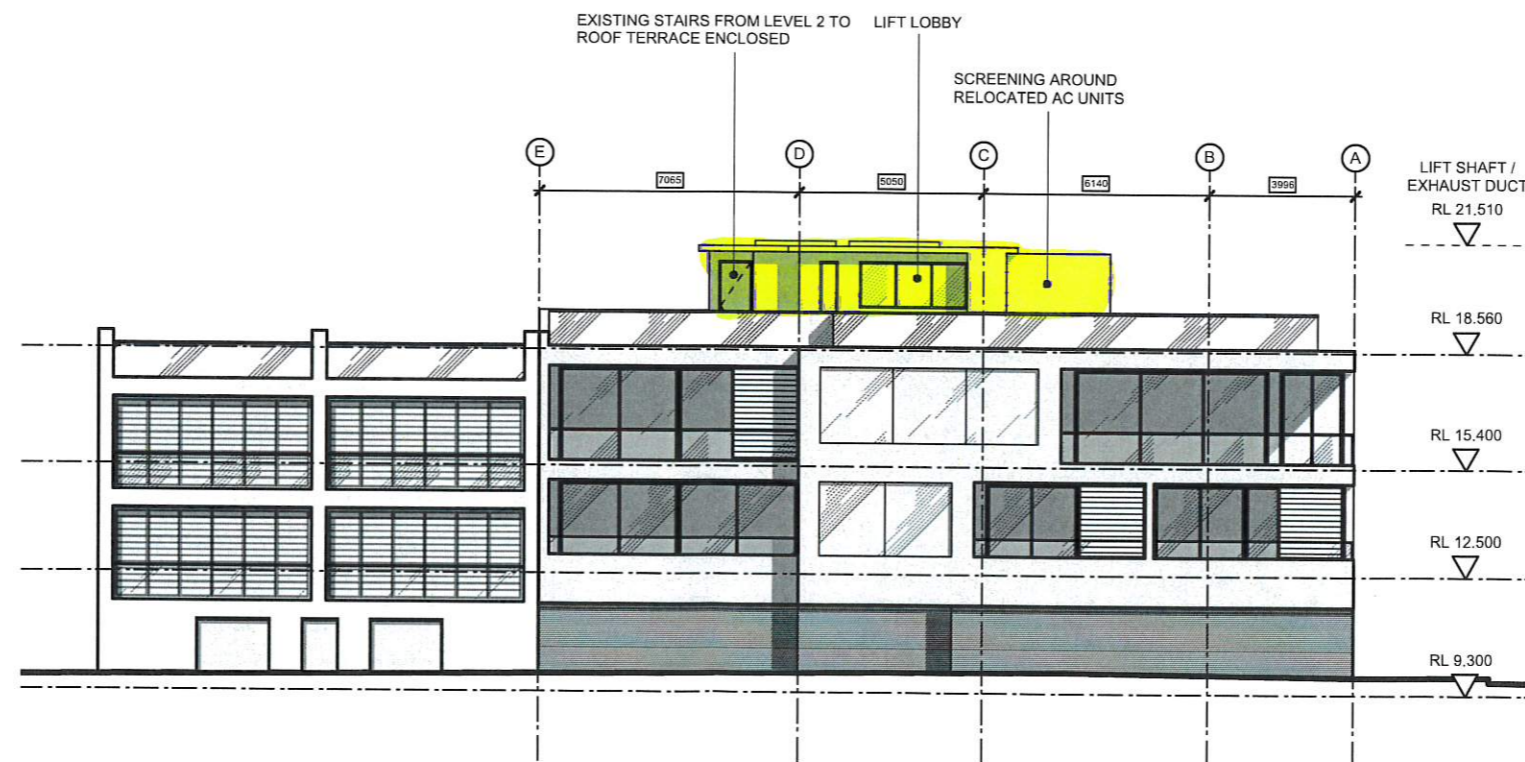 EXISTING STAIRS FROM LEVEL 2 TO
ROOF TERRACE ENCLOSED
LIFT LOBBY
SCREENING AROUND
RELOCATED AC UNITS
E
D
C
B
A
7065
5050
6140
3996
LIFT SHAFT /
EXHAUST DUCT
RL 21,510
RL 18.560
RL 15.400
RL 12.500
RL 9,300